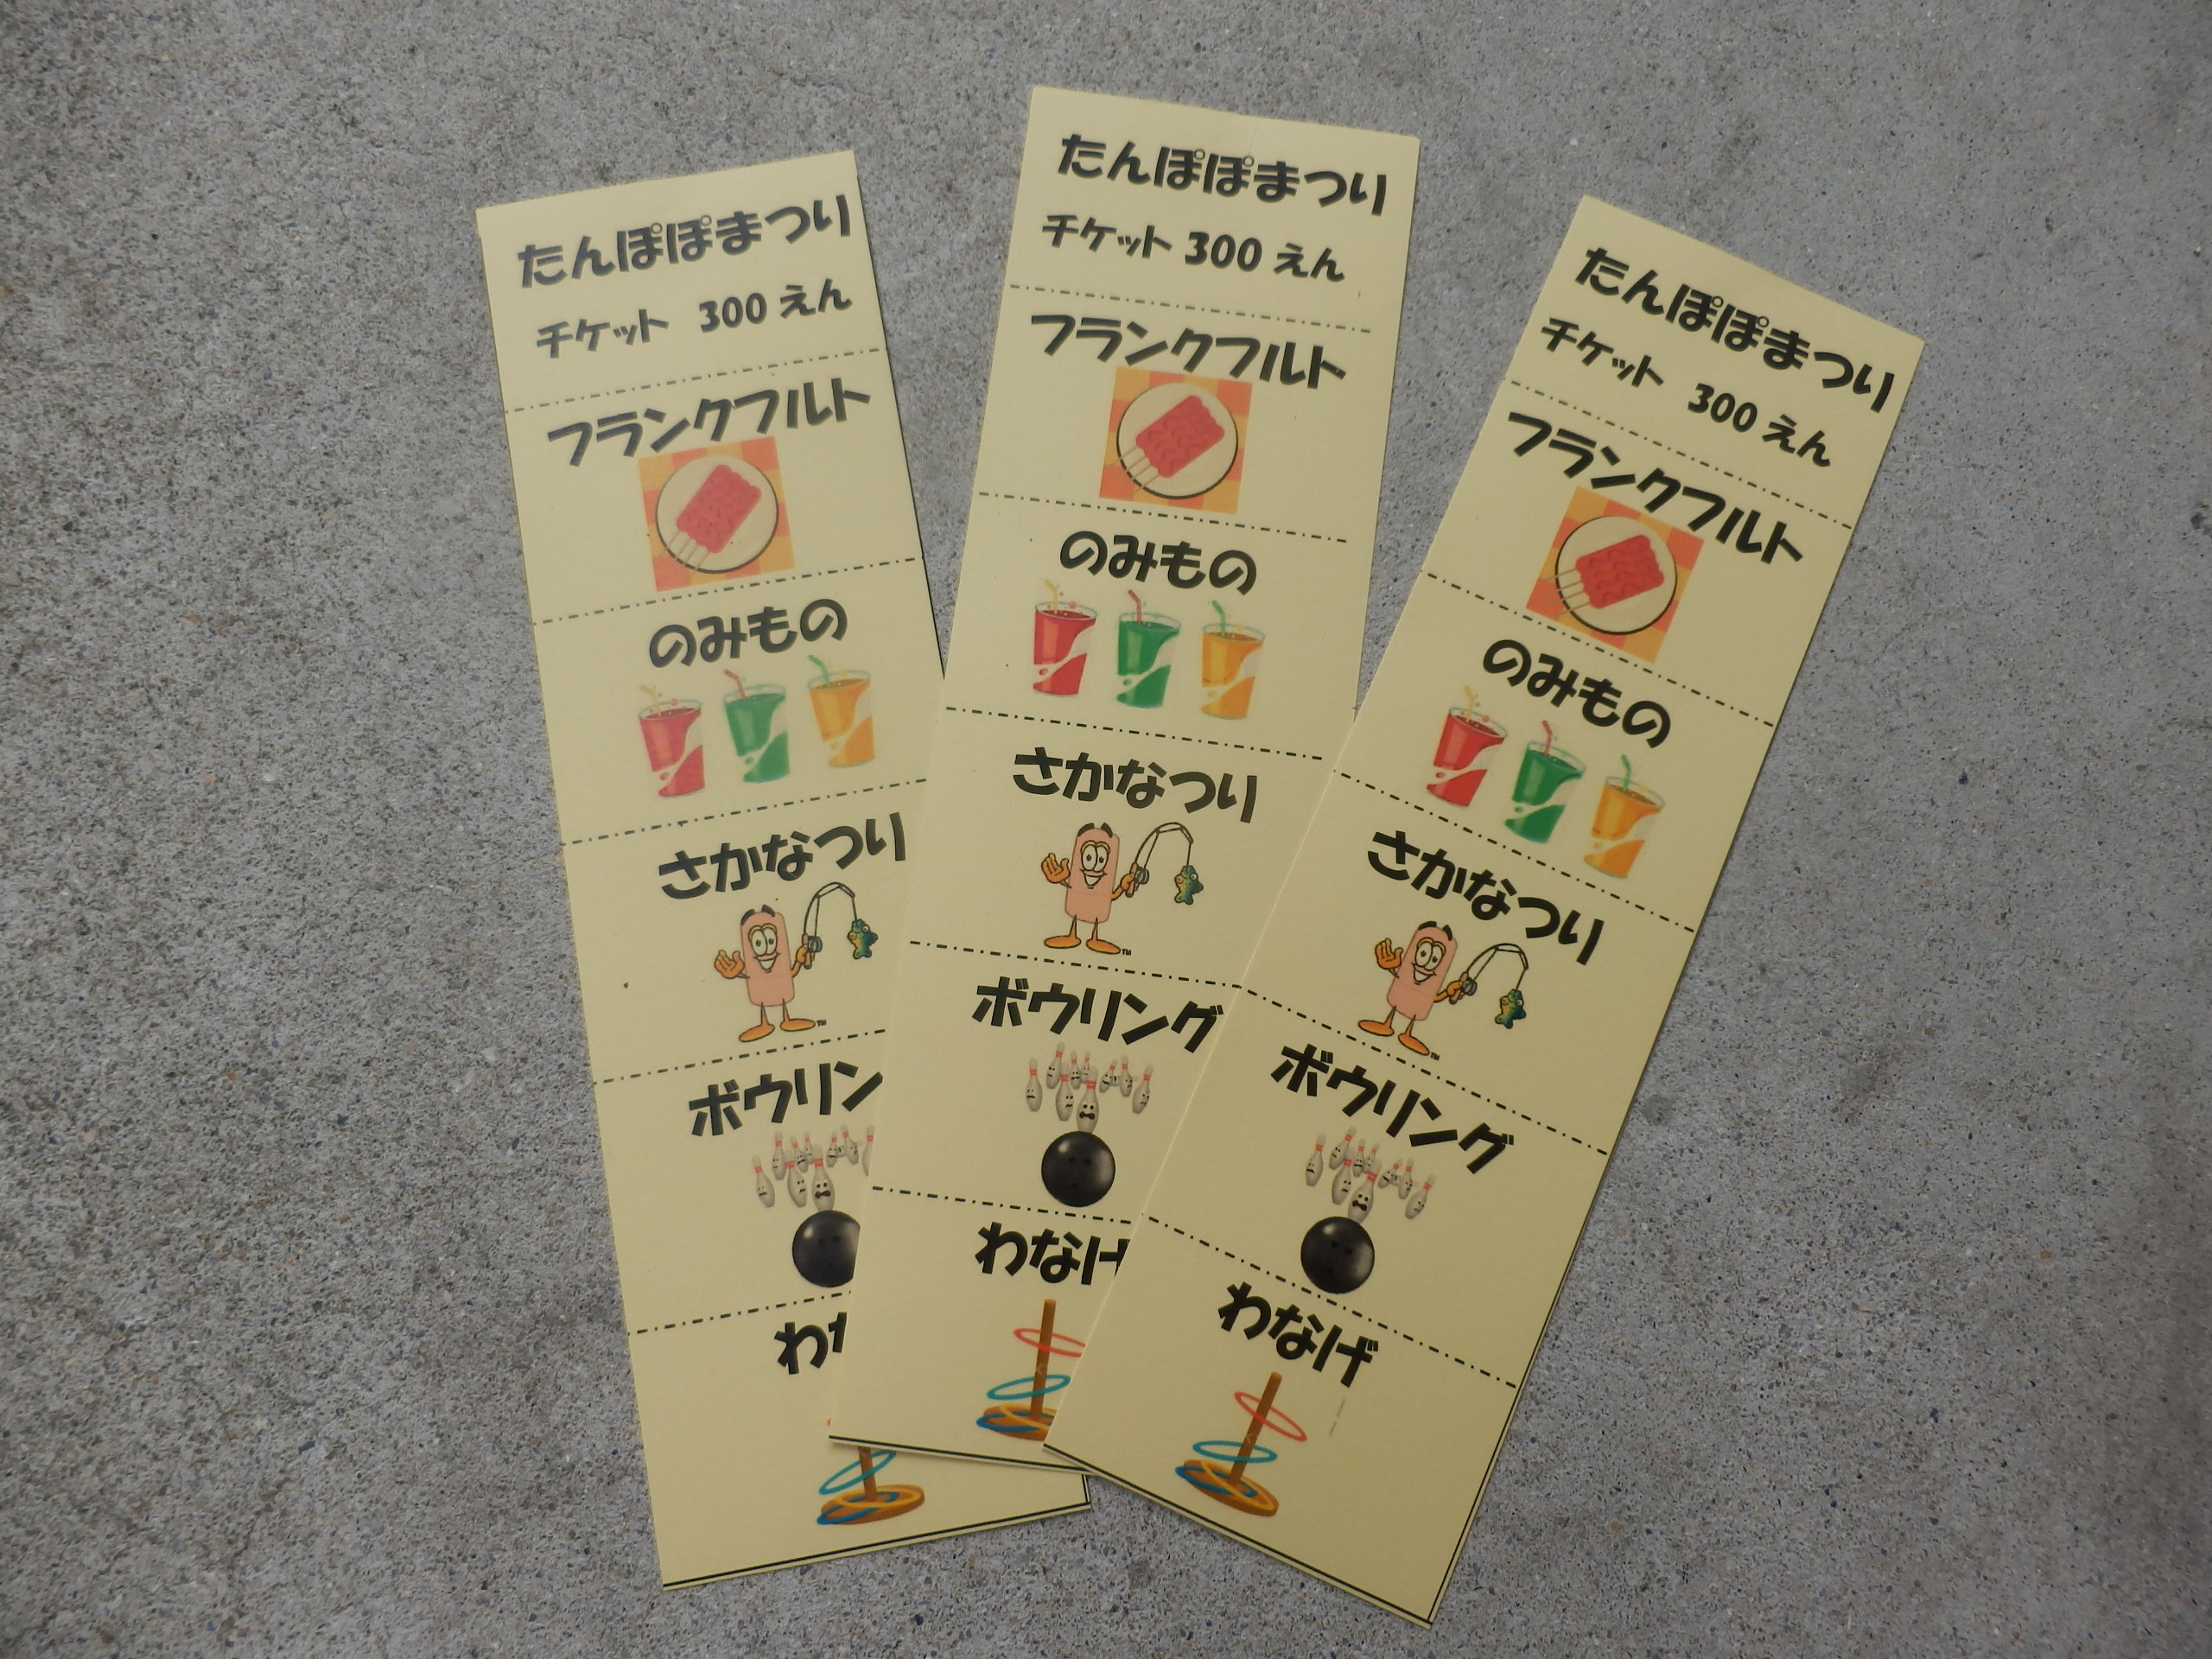 たんぽぽまつり
チケット 300 えん
フランクフルト
のみもの
さかなつり
ボウリン
わな
たんぽぽまつり
チケット 300 えん
フランクフルト
のみもの
さかなつり
ボウリング
わなげ
たんぽぽまつり
チケット 300 えん
フランクフルト
のみもの
さかなつり
ボウリング
わなげ